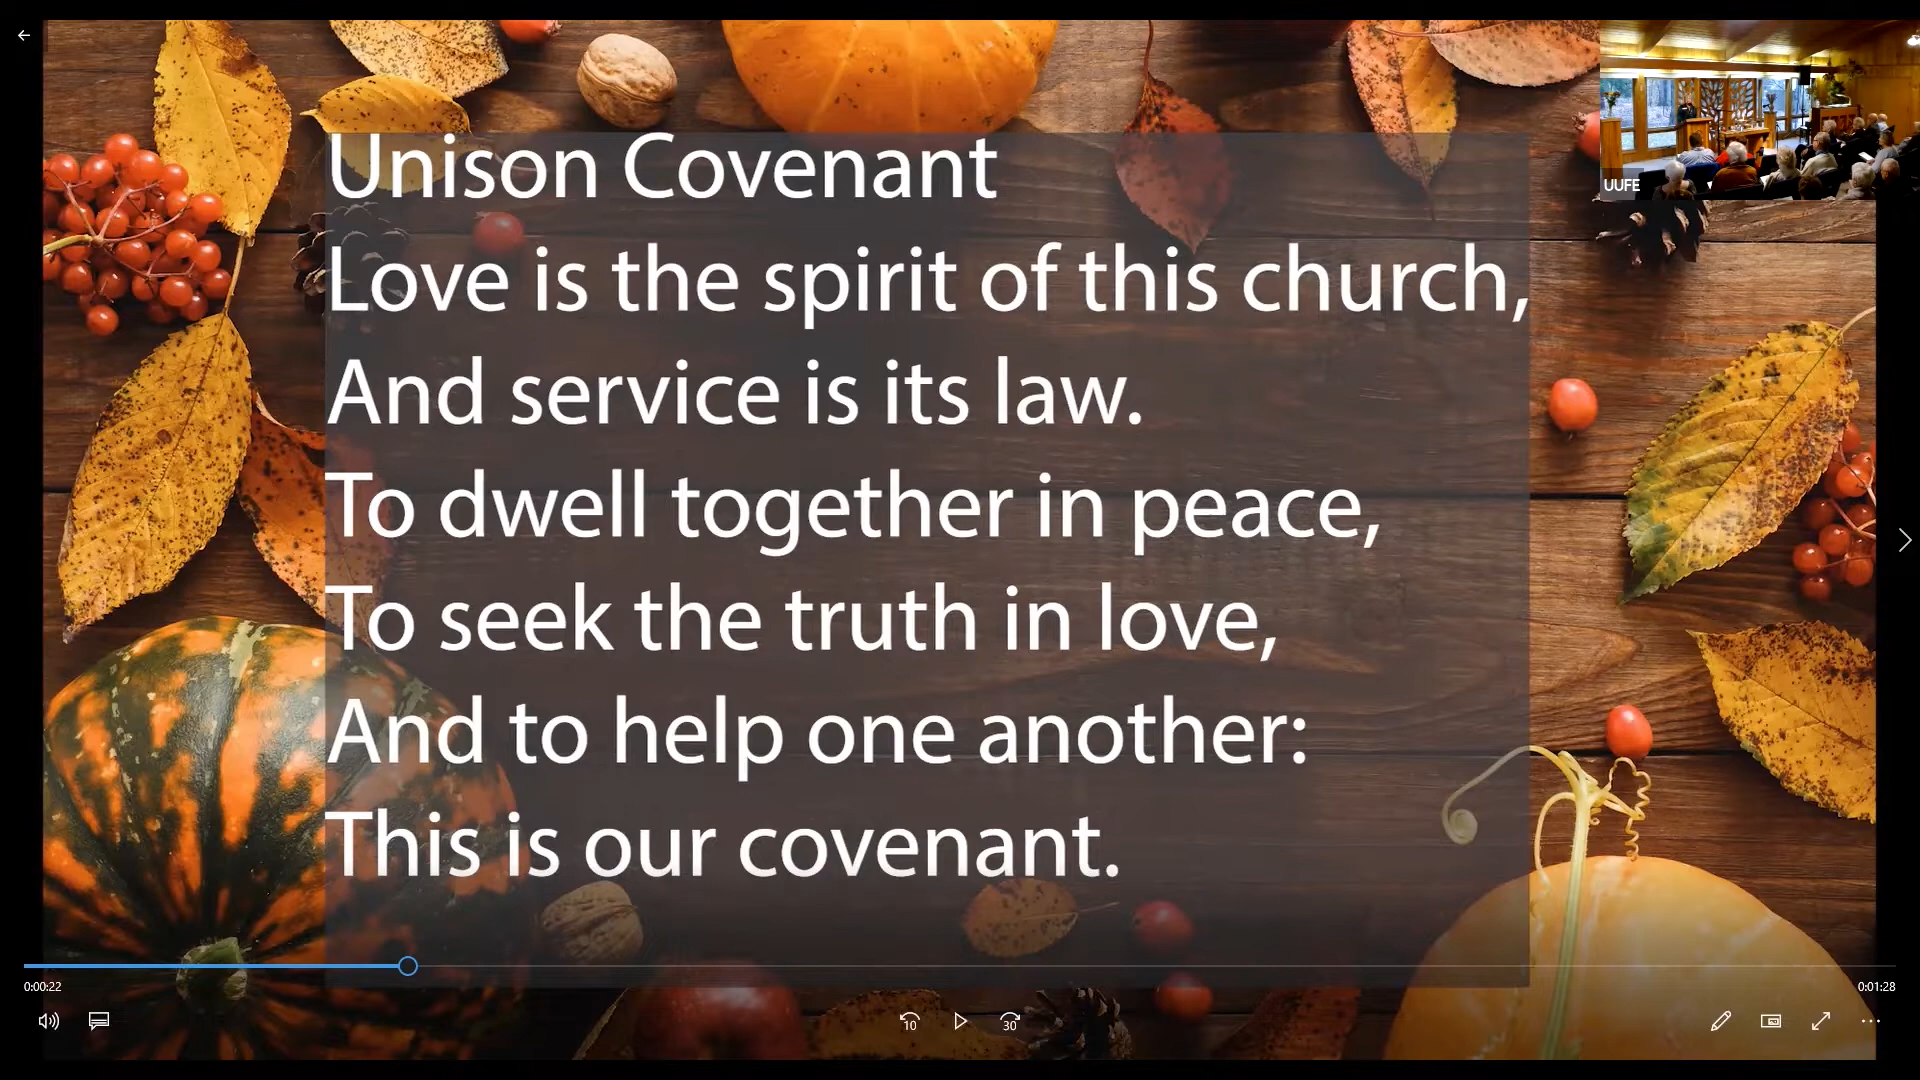 UUFE
Unison Covenant
Love is the spirit of this church,
And service is its law.
To dwell together in peace,
To seek the truth in love,
And to help one another:
This is our covenant.
0:00:22
0:01:28
10
30